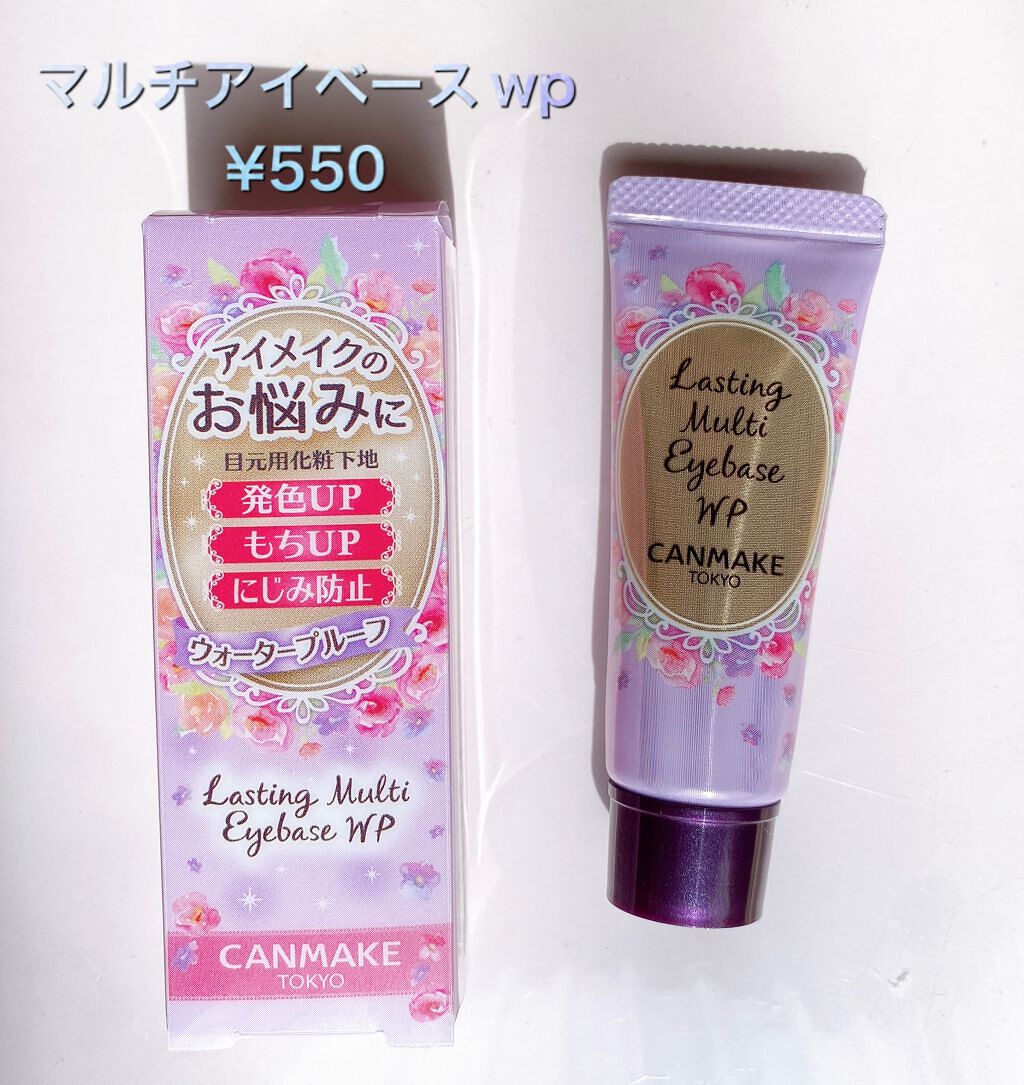 マルチアイベースwp
¥550
アイメイクの
お悩みに
目元用化粧下地
発色UP
もちUP
にじみ防止
ウォータープルーフ
Lasting Multi
Eyebase WP
CANMAKE
TOKYO
Lasting
Multi
Eyebase
WP
CANMAKE
TOKYO